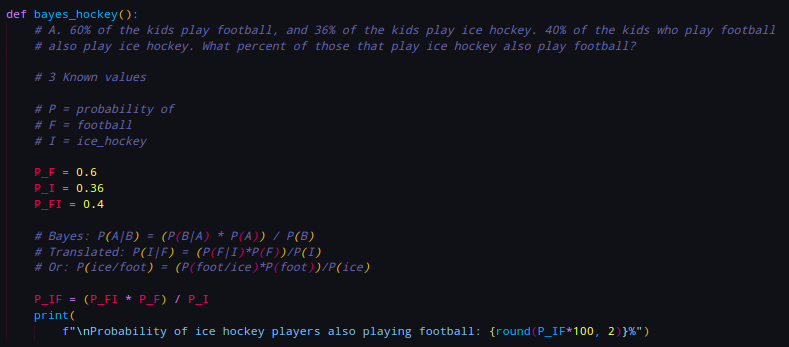 def bayes_hockey():
# A. 60% of the kids play football, and 36% of the kids play ice hockey. 40% of the kids who play football
# also play ice hockey. What percent of those that play ice hockey also play football?
# 3 Known values
# P = probability of
# F = football
# I = ice_hockey
P_F = 0.6
P_I = 0.36
P_FI = 0.4
# Bayes: P(A|B) = (P(B|A) * P(A)) / P(B)
# Translated: P(I|F) = (P(F|I)*P(F))/P(I)
# Or: P(ice/foot) = (P(foot/ice)*P(foot))/P(ice)
P_IF = (P_FI * P_F) / P_I
print(
f"\nProbability of ice hockey players also playing football: {round(P_IF*100, 2)}%")